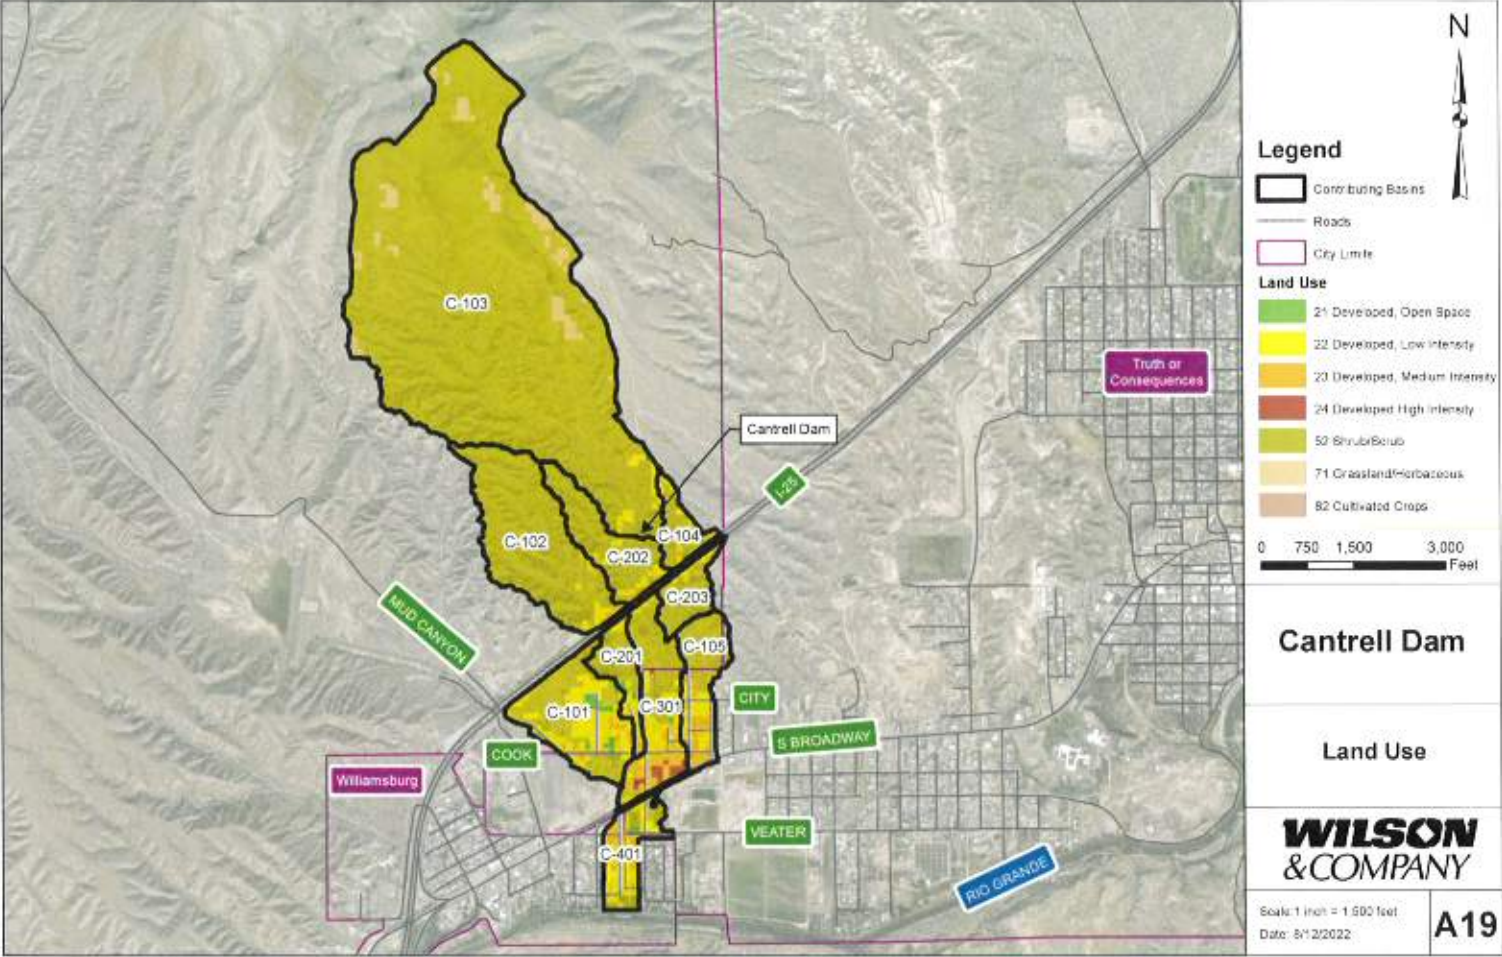 C-103
Cantrell Dam
I-25
C-102
C-202
C-104
C-203
C-201
C-105
C-101
C-301
C-401
MUD CANYON
COOK
CITY
S BROADWAY
VEATER
RIO GRANDE
Williamsburg
Truth or
Consequences
N
Legend
Contributing Basins
Roads
City Limits
Land Use
21 Developed, Open Space
22 Developed, Low Intensity
23 Developed, Medium Intensity
24 Developed High Intensity
52 Shrub/Scrub
71 Grassland/Herbaceous
82 Cultivated Crops
0 750 1,500 3,000
Feet
Cantrell Dam
Land Use
WILSON
&COMPANY
Scale: 1 inch = 1,500 feet
Date: 8/12/2022
A19